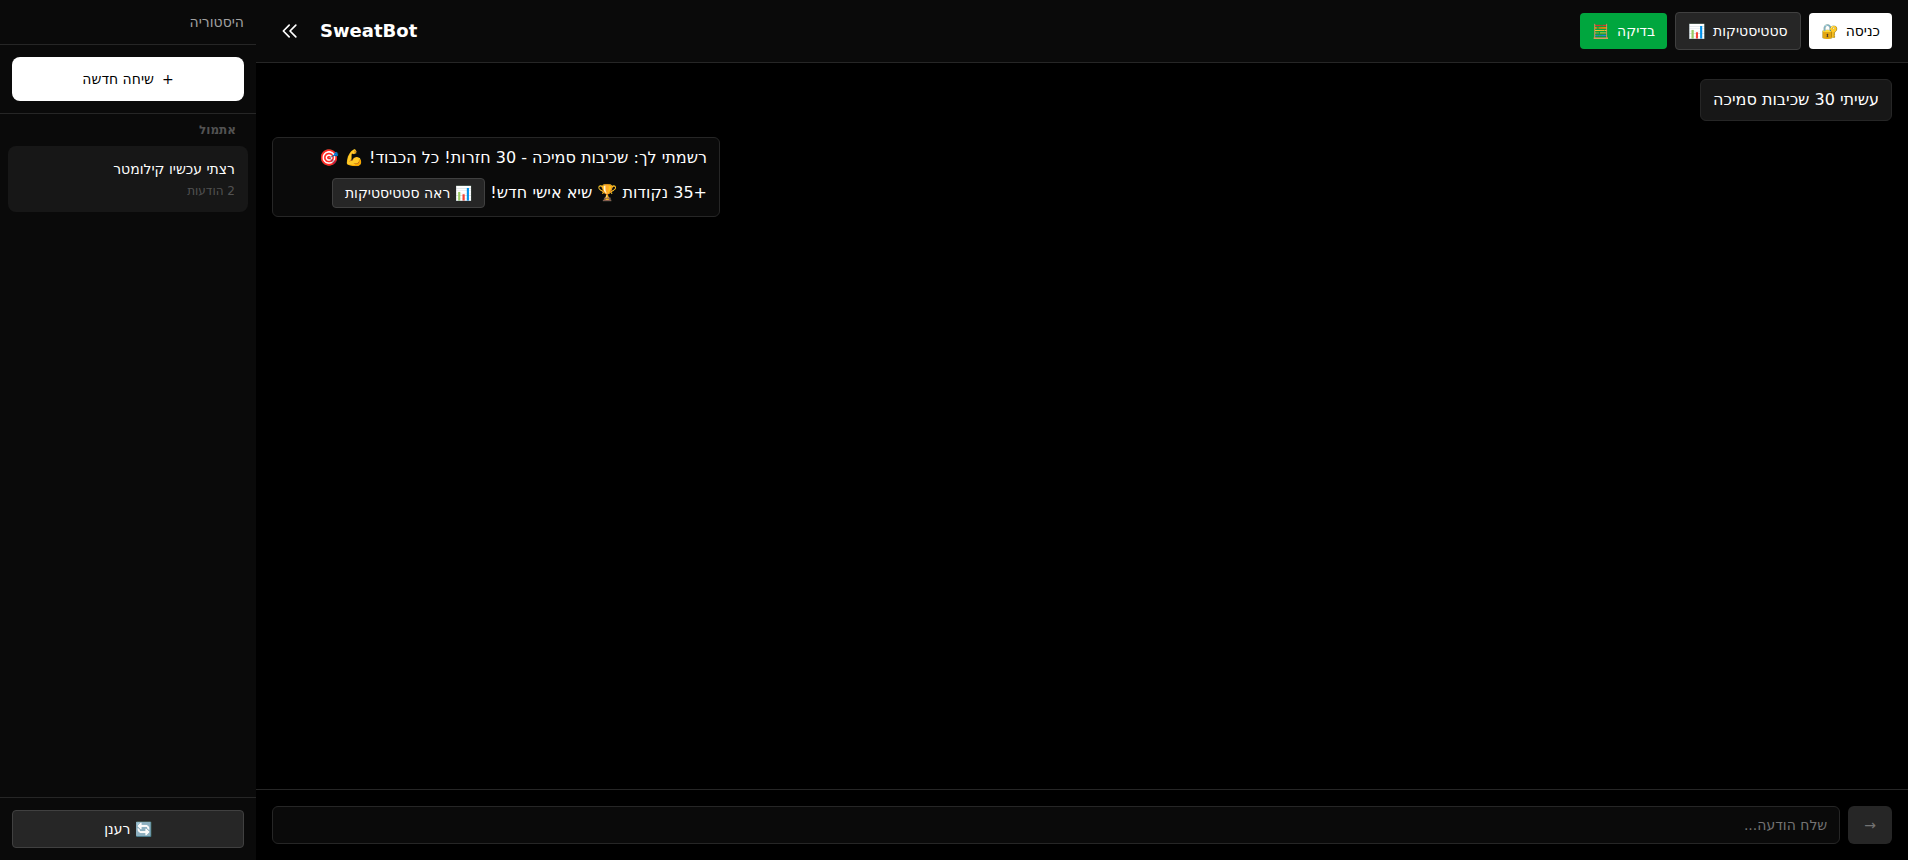 היסטוריה
+ שיחה חדשה
אתמול
רצתי עכשיו קילומטר
2 הודעות
🔄 רענן
SweatBot
כניסה 🔐
סטטיסטיקות 📊
בדיקה 🧮
עשיתי 30 שכיבות סמיכה
רשמתי לך: שכיבות סמיכה - 30 חזרות! כל הכבוד! 💪 🎯
+35 נקודות 🏆 שיא אישי חדש! 📊 ראה סטטיסטיקות
שלח הודעה...
→